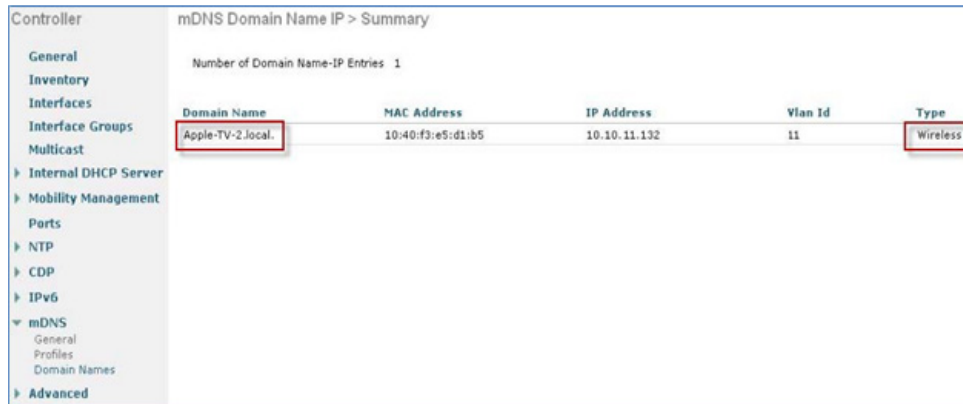 Controller
mDNS Domain Name IP > Summary
General
Inventory
Interfaces
Interface Groups
Multicast
Internal DHCP Server
Mobility Management
Ports
NTP
CDP
IPv6
mDNS
General
Profiles
Domain Names
Advanced
Number of Domain Name-IP Entries 1
Domain Name MAC Address IP Address Vlan Id Type
Apple-TV-2.local. 10:40:f3:e5:d1:b5 10.10.11.132 11 Wireless